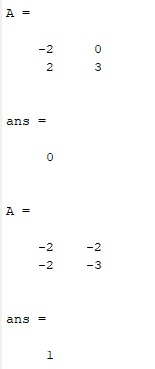 A =
-2 0
2 3
ans =
0
A =
-2 -2
-2 -3
ans =
1